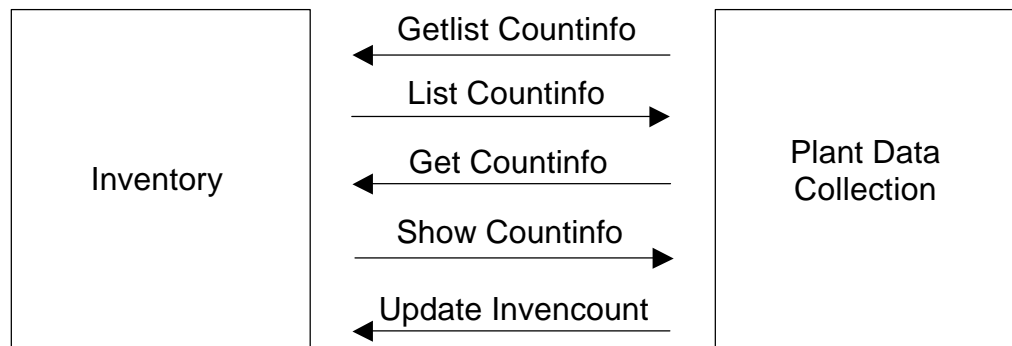 Getlist Countinfo
List Countinfo
Get Countinfo
Show Countinfo
Update Invencount
Inventory
Plant Data
Collection